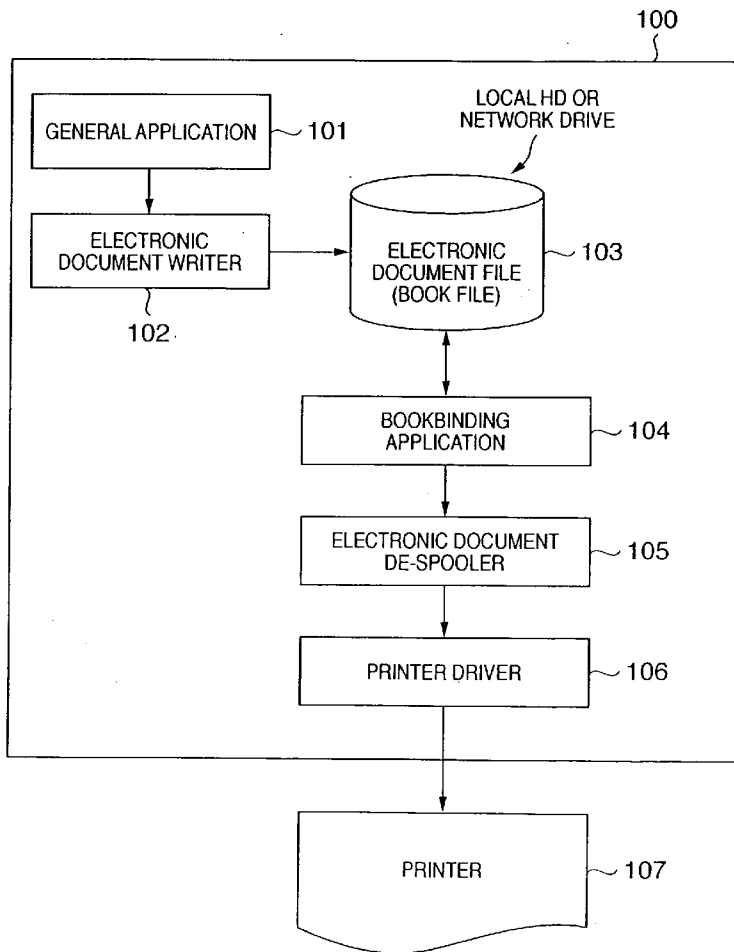 100
LOCAL HD OR
NETWORK DRIVE
GENERAL APPLICATION
101
ELECTRONIC
DOCUMENT WRITER
102
ELECTRONIC
DOCUMENT FILE
(BOOK FILE)
103
BOOKBINDING
APPLICATION
104
ELECTRONIC DOCUMENT
DE-SPOOLER
105
PRINTER DRIVER
106
PRINTER
107